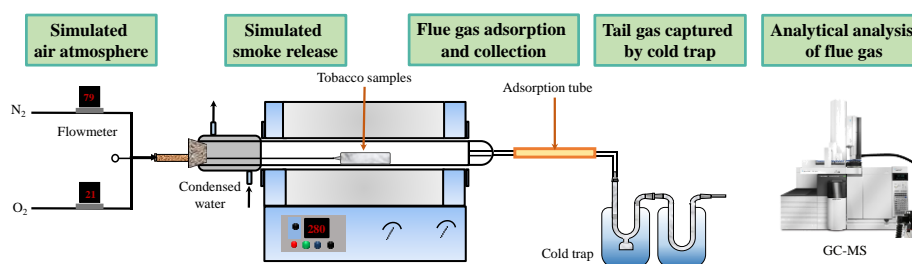 Simulated
air atmosphere
Simulated
smoke release
Flue gas adsorption
and collection
Tail gas captured
by cold trap
Analytical analysis
of flue gas
N2
79
Flowmeter
O2
21
Condensed
water
Tobacco samples
280
Adsorption tube
Cold trap
GC-MS